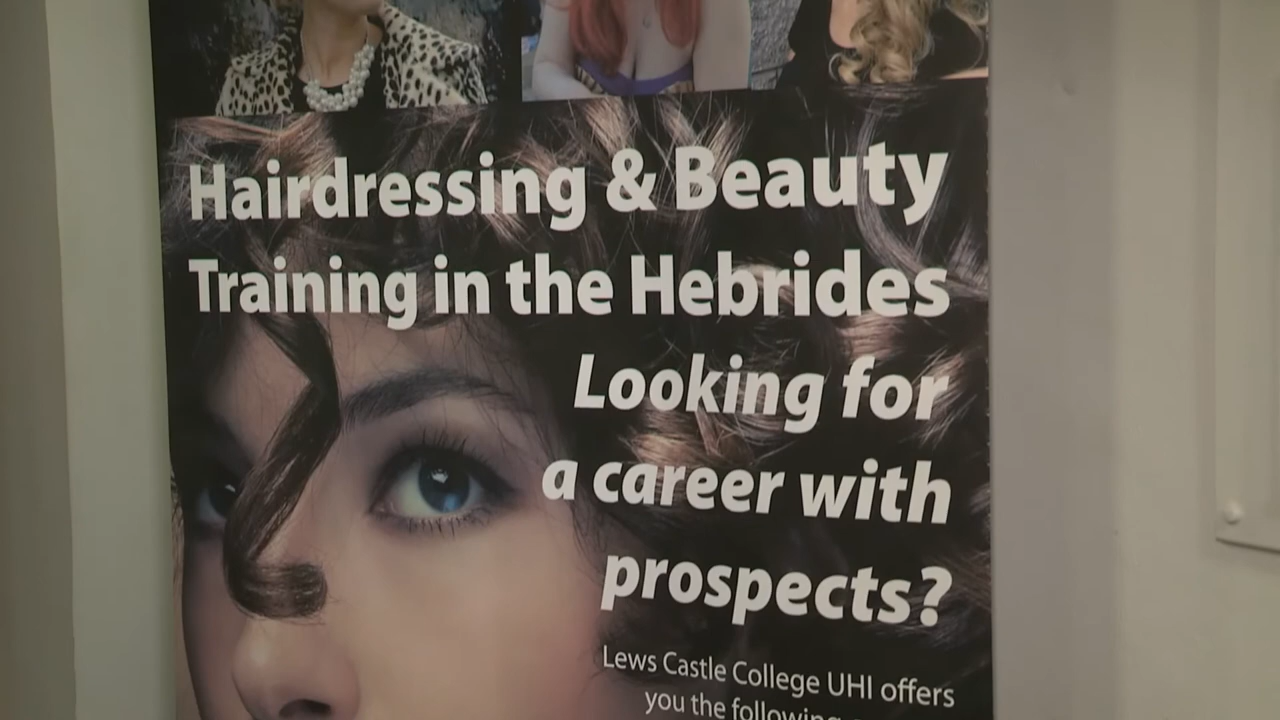 Hairdressing & Beauty
Training in the Hebrides
Looking for
a career with
prospects?
Lews Castle College UHI offers
you the following